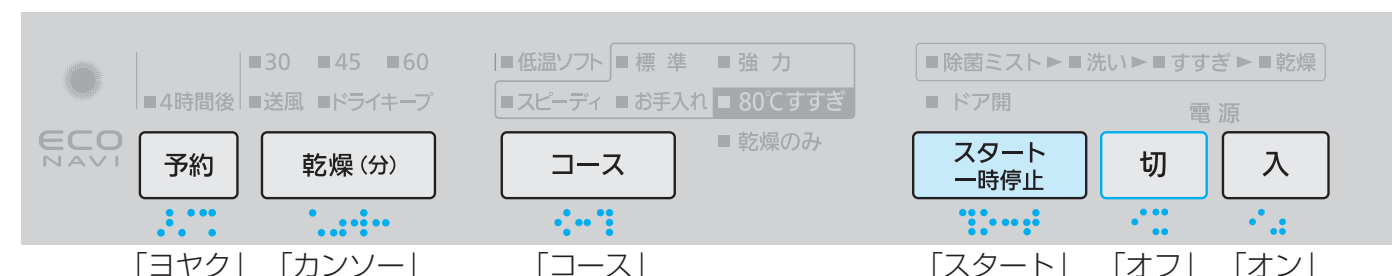 ■30 ■45 ■60
■4時間後 ■送風 ■ドライキープ
■低温ソフト ■標準 ■強力
■スピーディ ■お手入れ ■80℃すすぎ
■乾燥のみ
■除菌ミスト▶■洗い▶■すすぎ▶■乾燥
■ドア開
電源
ECO
NAVI
予約 乾燥(分) コース スタート
一時停止 切 入
⠜⠬⠩ ⠡⠴⠺⠒ ⠪⠒⠹ ⠹⠕⠒⠞ ⠊⠭ ⠊⠴
「ヨヤク」 「カンソー」 「コース」 「スタート」 「オフ」 「オン」